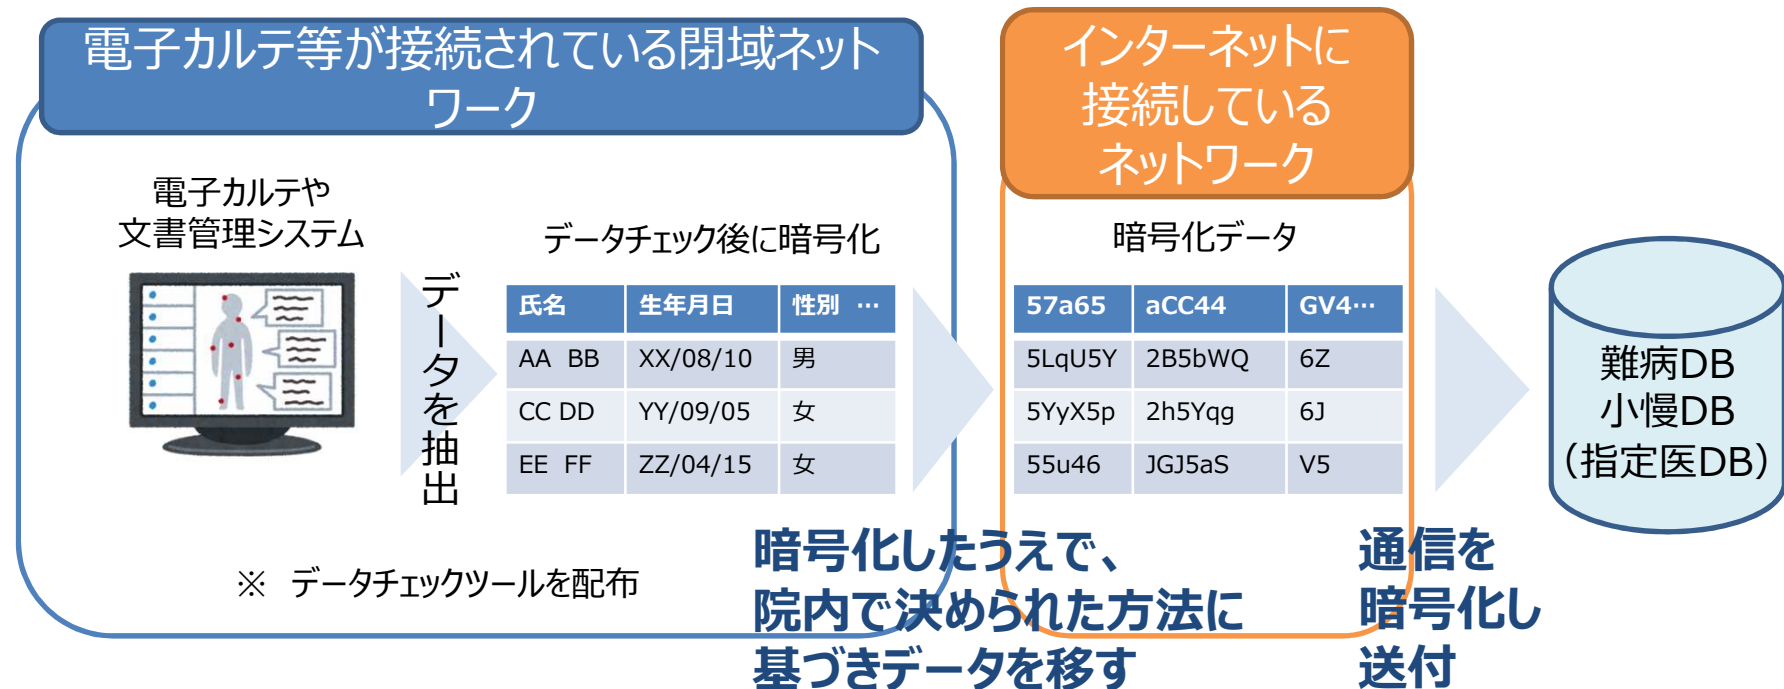 電子カルテ等が接続されている閉域ネット
ワーク
インターネットに
接続している
ネットワーク
電子カルテや
文書管理システム
データを抽出
データチェック後に暗号化
氏名 生年月日 性別 …
AA BB XX/08/10 男
CC DD YY/09/05 女
EE FF ZZ/04/15 女
※ データチェックツールを配布
暗号化したうえで、
院内で決められた方法に
基づきデータを移す
暗号化データ
57a65 aCC44 GV4…
5LqU5Y 2B5bWQ 6Z
5YyX5p 2h5Yqg 6J
55u46 JGJ5aS V5
通信を
暗号化し
送付
難病DB
小慢DB
（指定医DB）